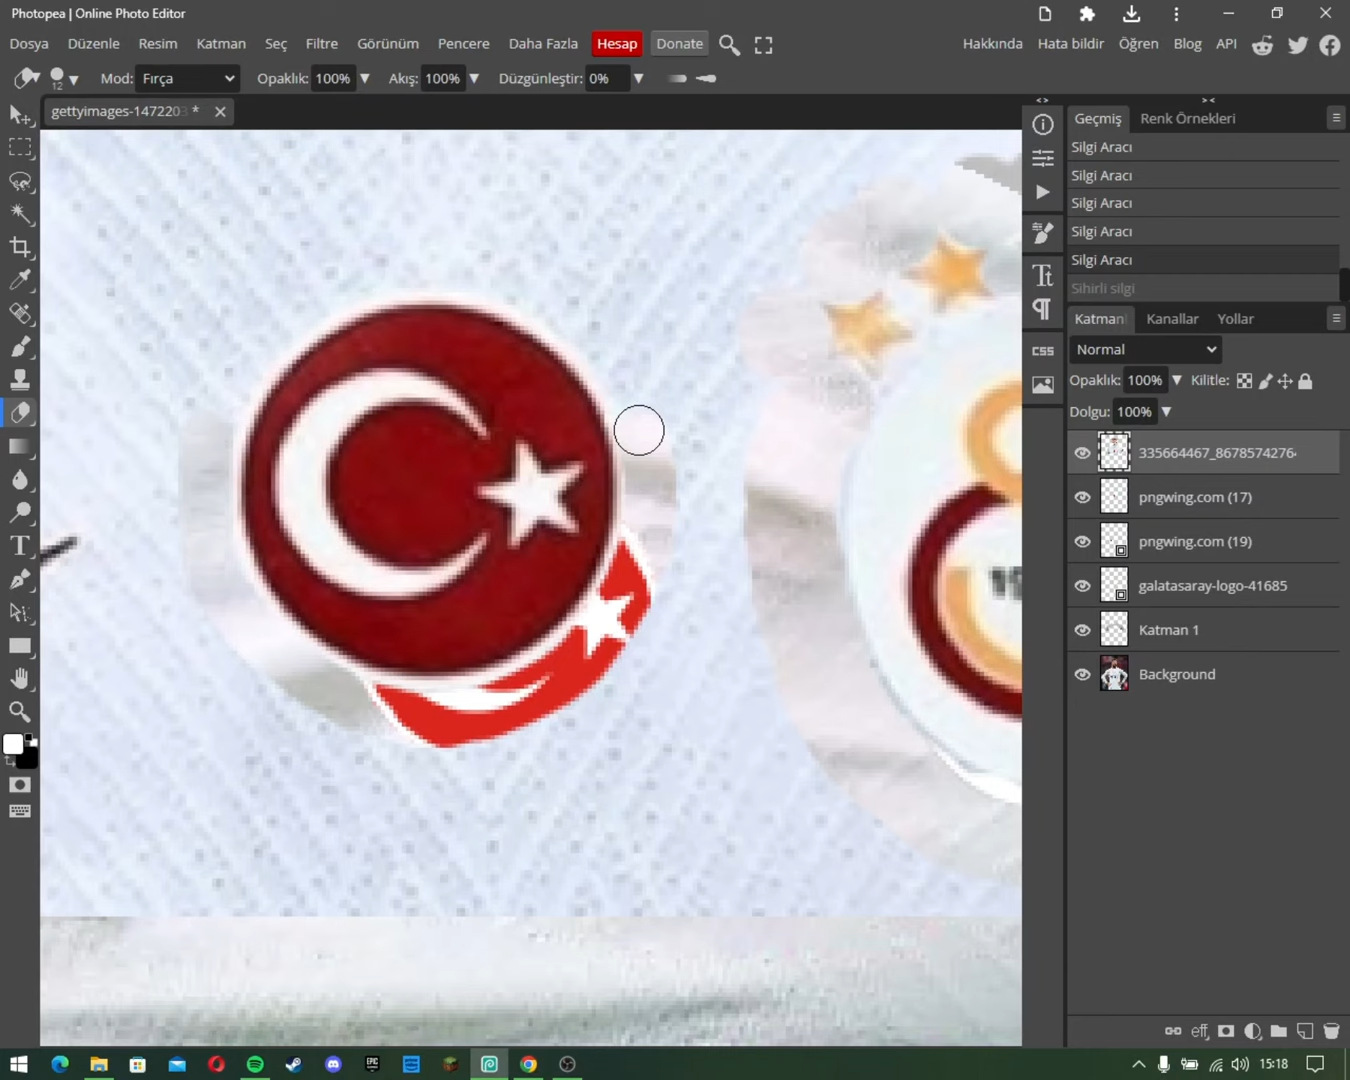 Photopea | Online Photo Editor
Dosya Düzenle Resim Katman Seç Filtre Görünüm Pencere Daha Fazla Hesap Donate Hakkında Hata bildir Öğren Blog API
12 Mod: Fırça Opaklık: 100% Akış: 100% Düzgünleştir: 0%
gettyimages-147220 *
Geçmiş Renk Örnekleri
Silgi Aracı
Silgi Aracı
Silgi Aracı
Silgi Aracı
Silgi Aracı
Sihirli silgi
Katman Kanallar Yollar
CSS
Normal
Opaklık: 100% Kilitle:
Dolgu: 100%
335664467_8678574276
pngwing.com (17)
pngwing.com (19)
galatasaray-logo-41685
Katman 1
Background
eff
EPIC
15:18